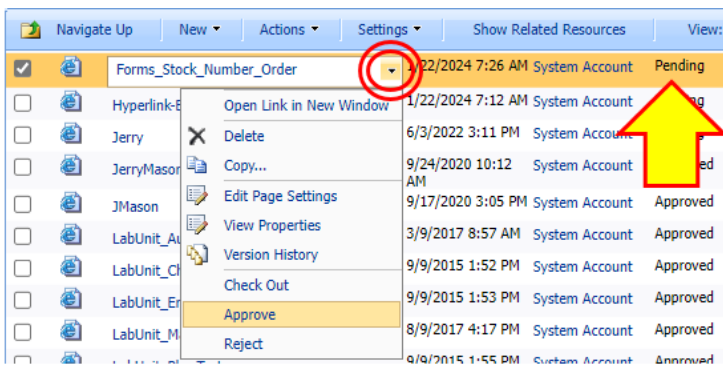 Navigate Up New Actions Settings Show Related Resources View:
Forms_Stock_Number_Order 1/22/2024 7:26 AM System Account Pending
Hyperlink-E 1/22/2024 7:12 AM System Account
Jerry 6/3/2022 3:11 PM System Account
JerryMason 9/24/2020 10:12 AM System Account
JMason 9/17/2020 3:05 PM System Account Approved
LabUnit_Au 3/9/2017 8:57 AM System Account Approved
LabUnit_Ch 9/9/2015 1:52 PM System Account Approved
LabUnit_En 9/9/2015 1:53 PM System Account Approved
LabUnit_M 8/9/2017 4:17 PM System Account Approved
9/9/2015 1:55 PM System Account Approved
Open Link in New Window
Delete
Copy...
Edit Page Settings
View Properties
Version History
Check Out
Approve
Reject